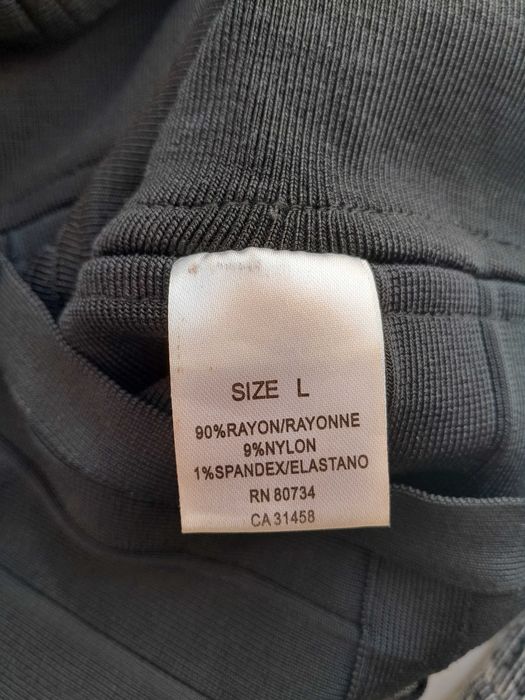 SIZE L
90%RAYON/RAYONNE
9%NYLON
1%SPANDEX/ELASTANO
RN 80734
CA 31458